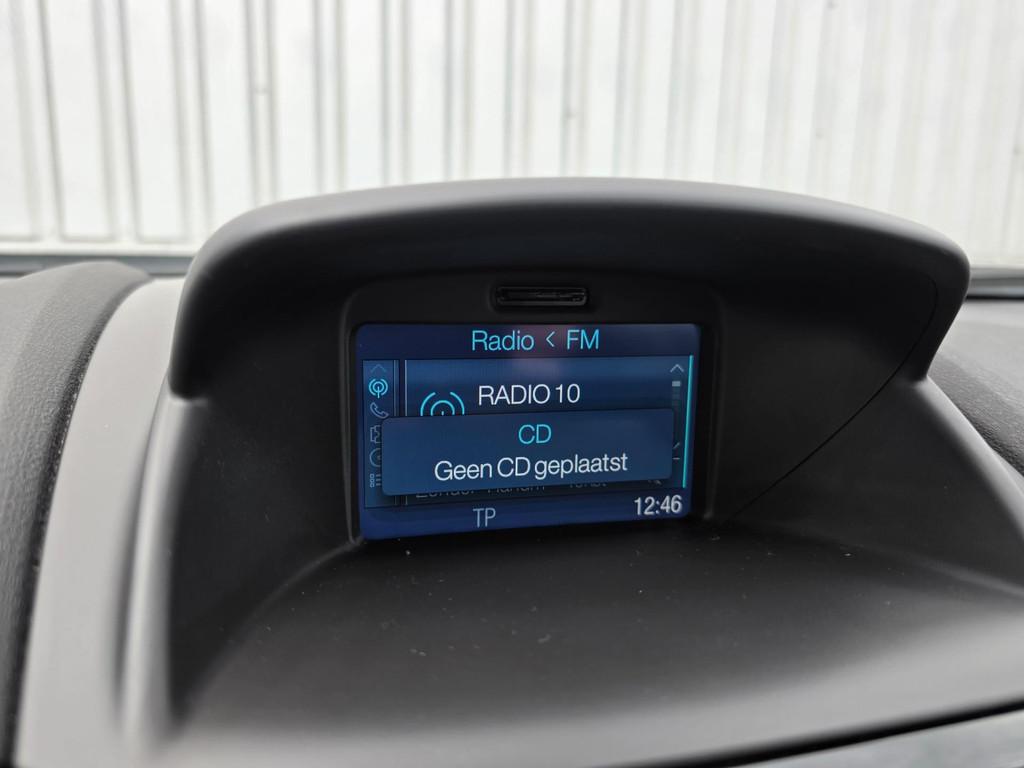 Radio < FM
RADIO 10
CD
Geen CD geplaatst
TP
12:46